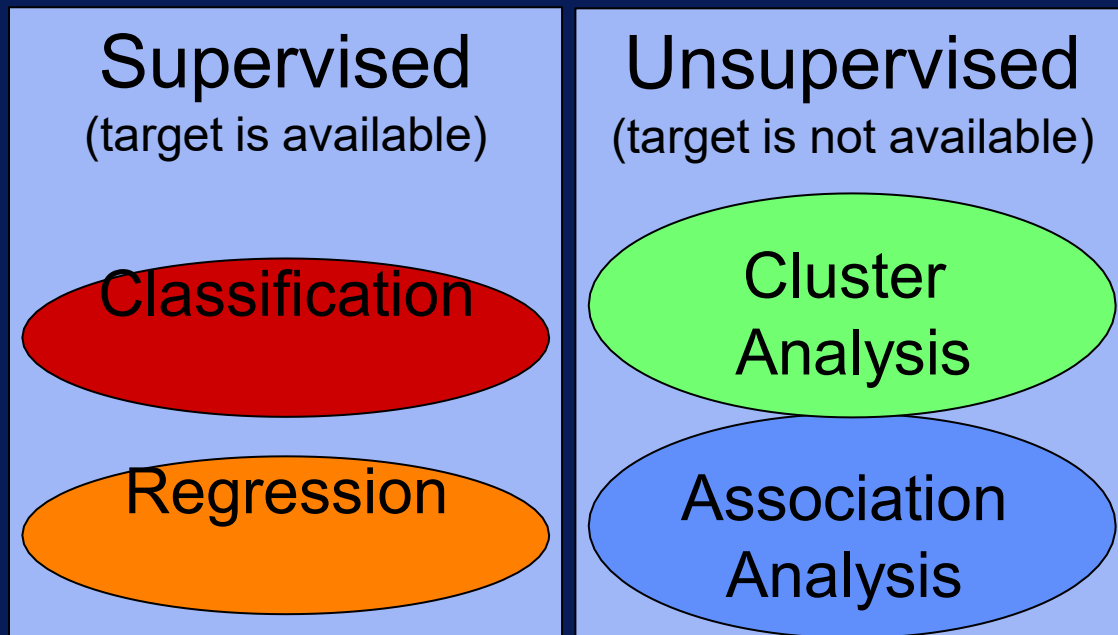 Supervised
(target is available)
Classification
Regression
Unsupervised
(target is not available)
Cluster
Analysis
Association
Analysis